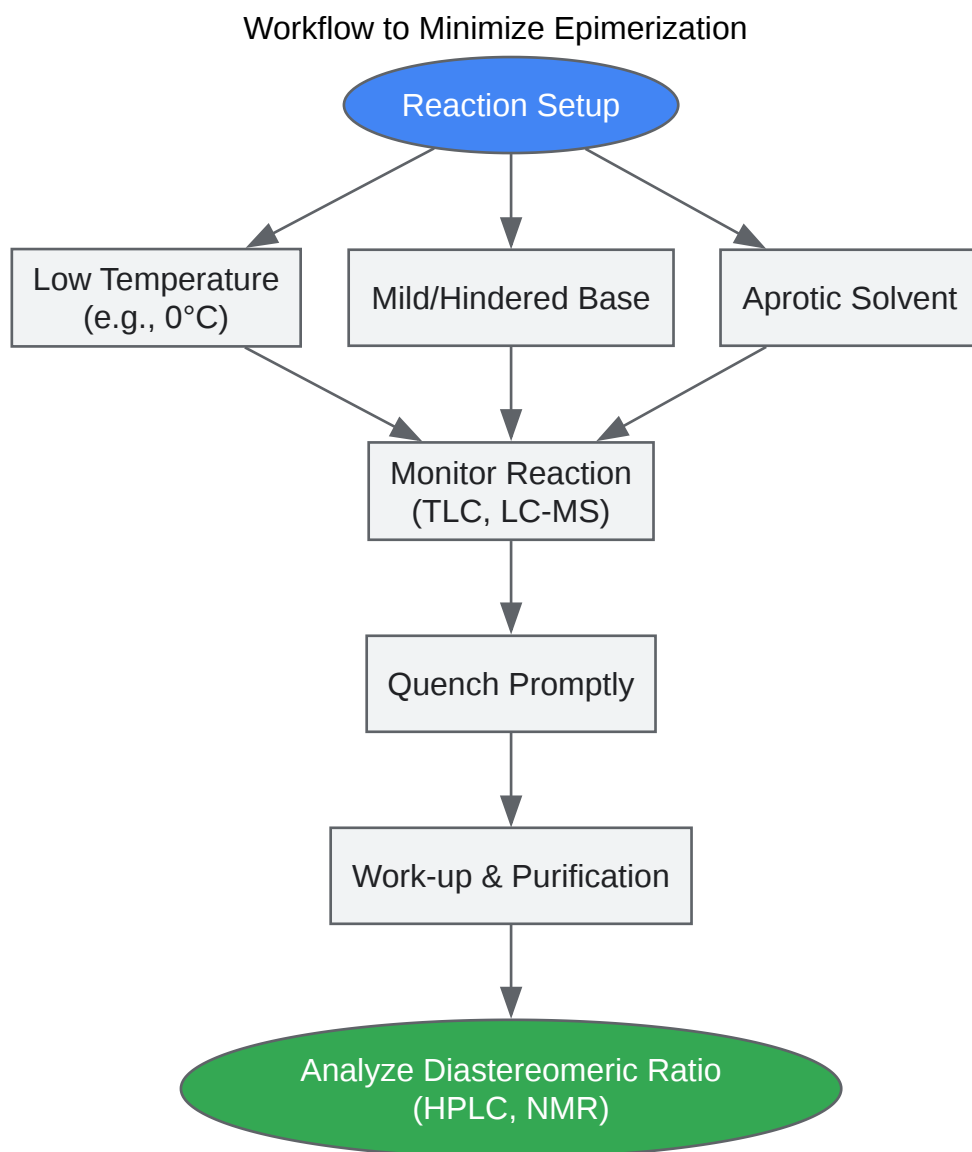 Workflow to Minimize Epimerization
Reaction Setup
Low Temperature
(e.g., 0°C)
Mild/Hindered Base
Aprotic Solvent
Monitor Reaction
(TLC, LC-MS)
Quench Promptly
Work-up & Purification
Analyze Diastereomeric Ratio
(HPLC, NMR)